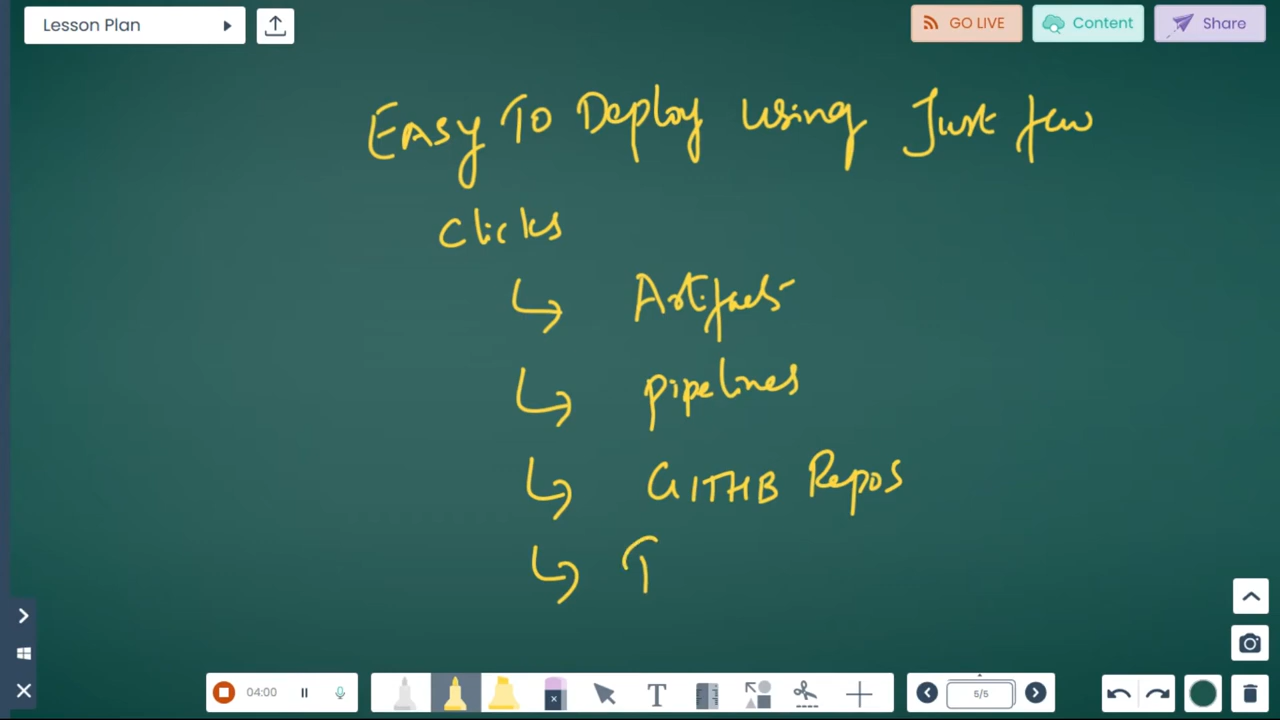 Lesson Plan
GO LIVE
Content
Share
EASy To Deploy using Just few
clicks
↳ Artifacts
↳ pipelines
↳ GITHB Repos
↳ T
04:00
T
5/5